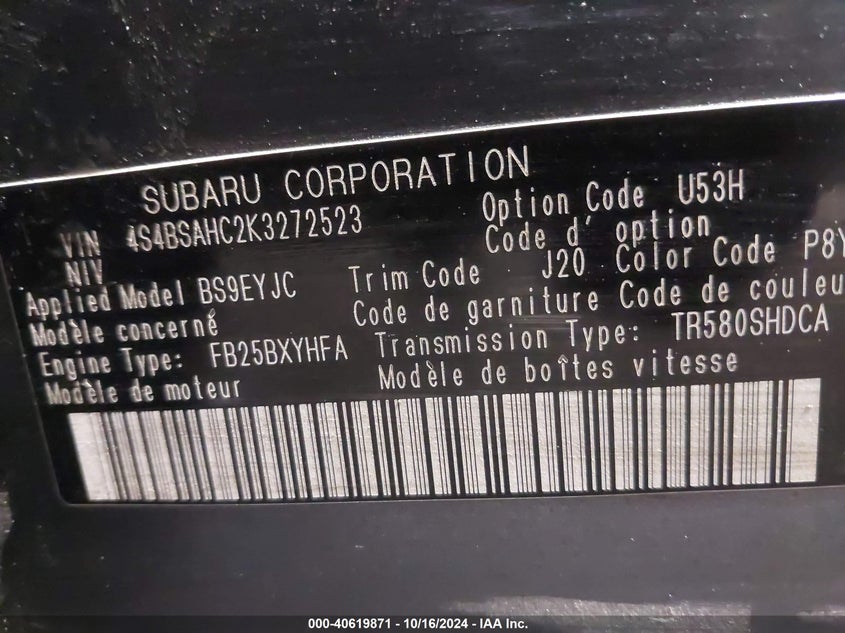 SUBARU CORPORATION
VIN 4S4BSAHC2K3272523 Option Code U53H
NIV Code d' option
Applied Model BS9EYJC Trim Code J20 Color Code P8Y
Modèle concerné Code de garniture Code de couleu
Engine Type: FB25BXYHFA Transmission Type: TR580SHDCA
Modèle de moteur Modèle de boîtes vitesse
000-40619871 - 10/16/2024 - IAA Inc.